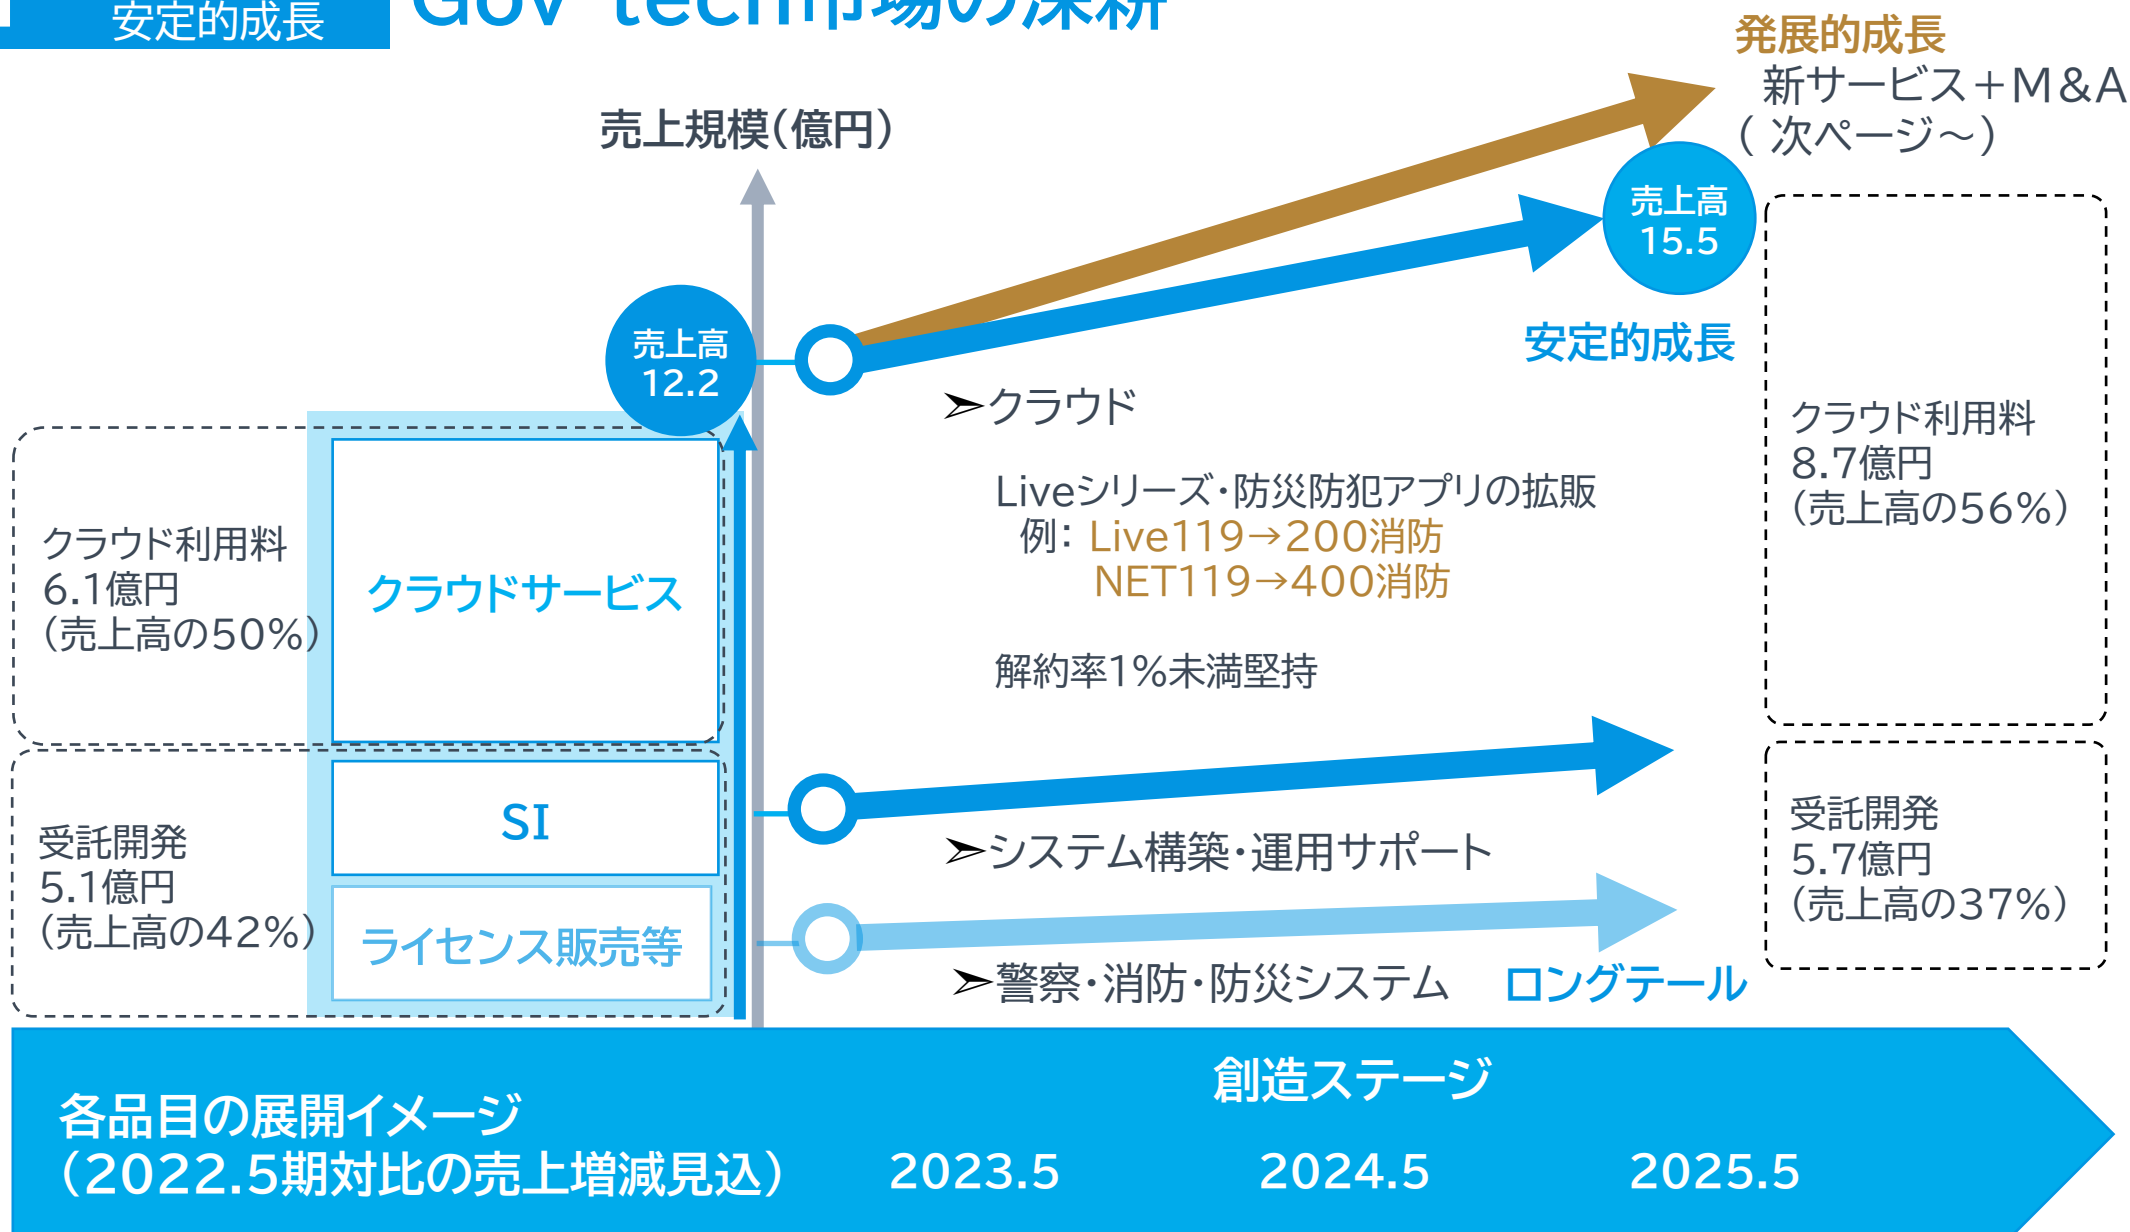 安定的成長
Gov tech市場の深耕
発展的成長
新サービス＋M&A
（ 次ページ～）
売上規模（億円）
売上高
15.5
売上高
12.2
安定的成長
➢クラウド
Liveシリーズ・防災防犯アプリの拡販
例： Live119→200消防
NET119→400消防
解約率1%未満堅持
クラウド利用料
6.1億円
（売上高の50%）
クラウドサービス
クラウド利用料
8.7億円
（売上高の56%）
SI
➢システム構築・運用サポート
受託開発
5.1億円
（売上高の42%）
ライセンス販売等
➢警察・消防・防災システム
ロングテール
受託開発
5.7億円
（売上高の37%）
創造ステージ
各品目の展開イメージ
（2022.5期対比の売上増減見込）
2023.5
2024.5
2025.5